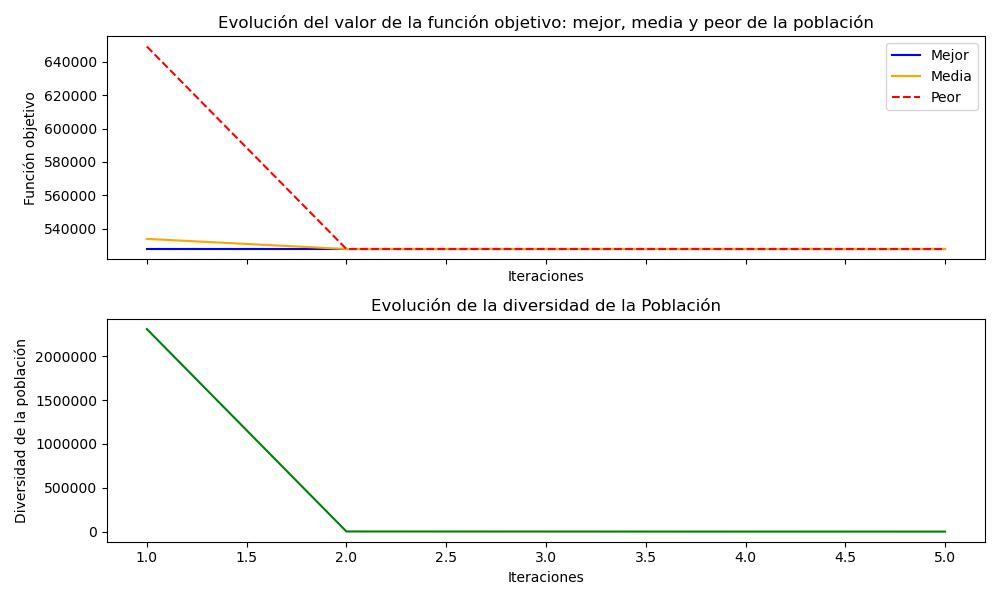 Evolución del valor de la función objetivo: mejor, media y peor de la población
640000
620000
600000
580000
560000
540000
Función objetivo
Mejor
Media
Peor
Iteraciones
Evolución de la diversidad de la Población
2000000
1500000
1000000
500000
0
Diversidad de la población
1.0 1.5 2.0 2.5 3.0 3.5 4.0 4.5 5.0
Iteraciones